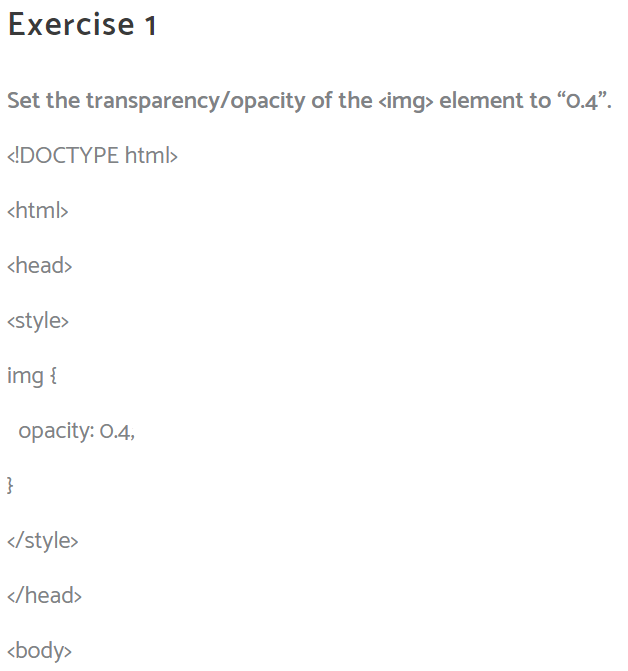 Exercise 1
Set the transparency/opacity of the <img> element to “0.4”.
<!DOCTYPE html>
<html>
<head>
<style>
img {
opacity: 0.4,
}
</style>
</head>
<body>